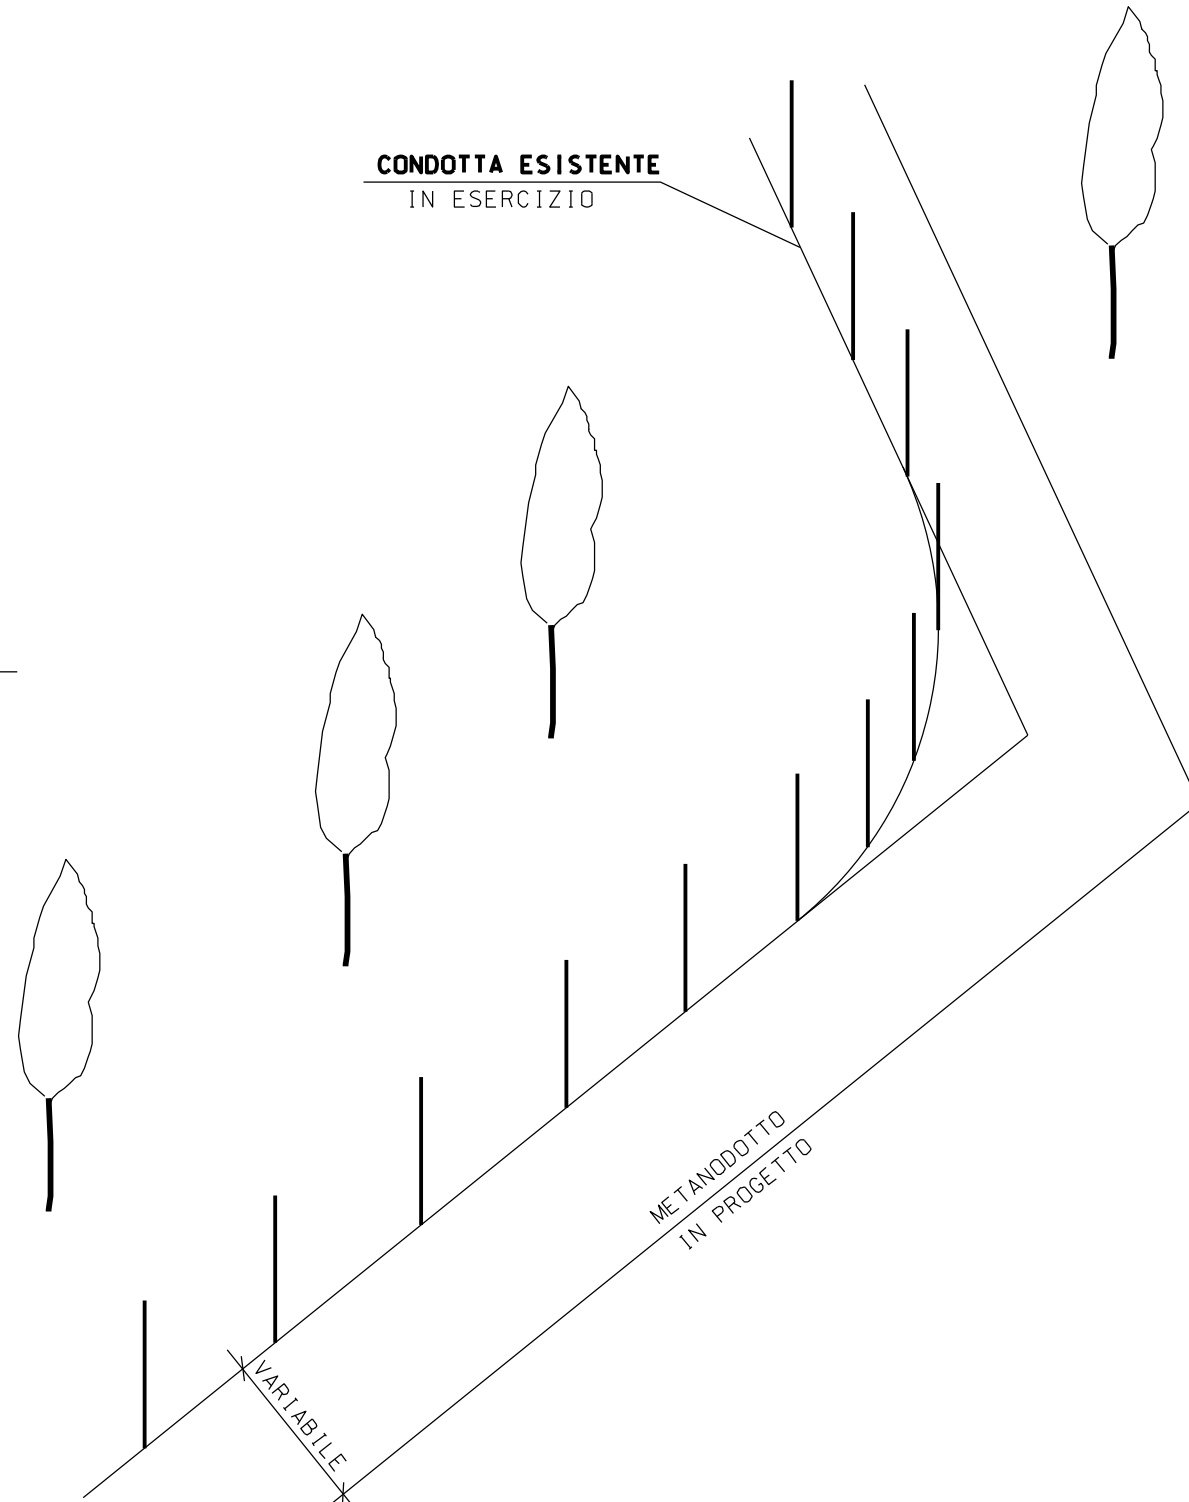 CONDOTTA ESISTENTE
IN ESERCIZIO
METANODOTTO
IN PROGETTO
VARIABILE